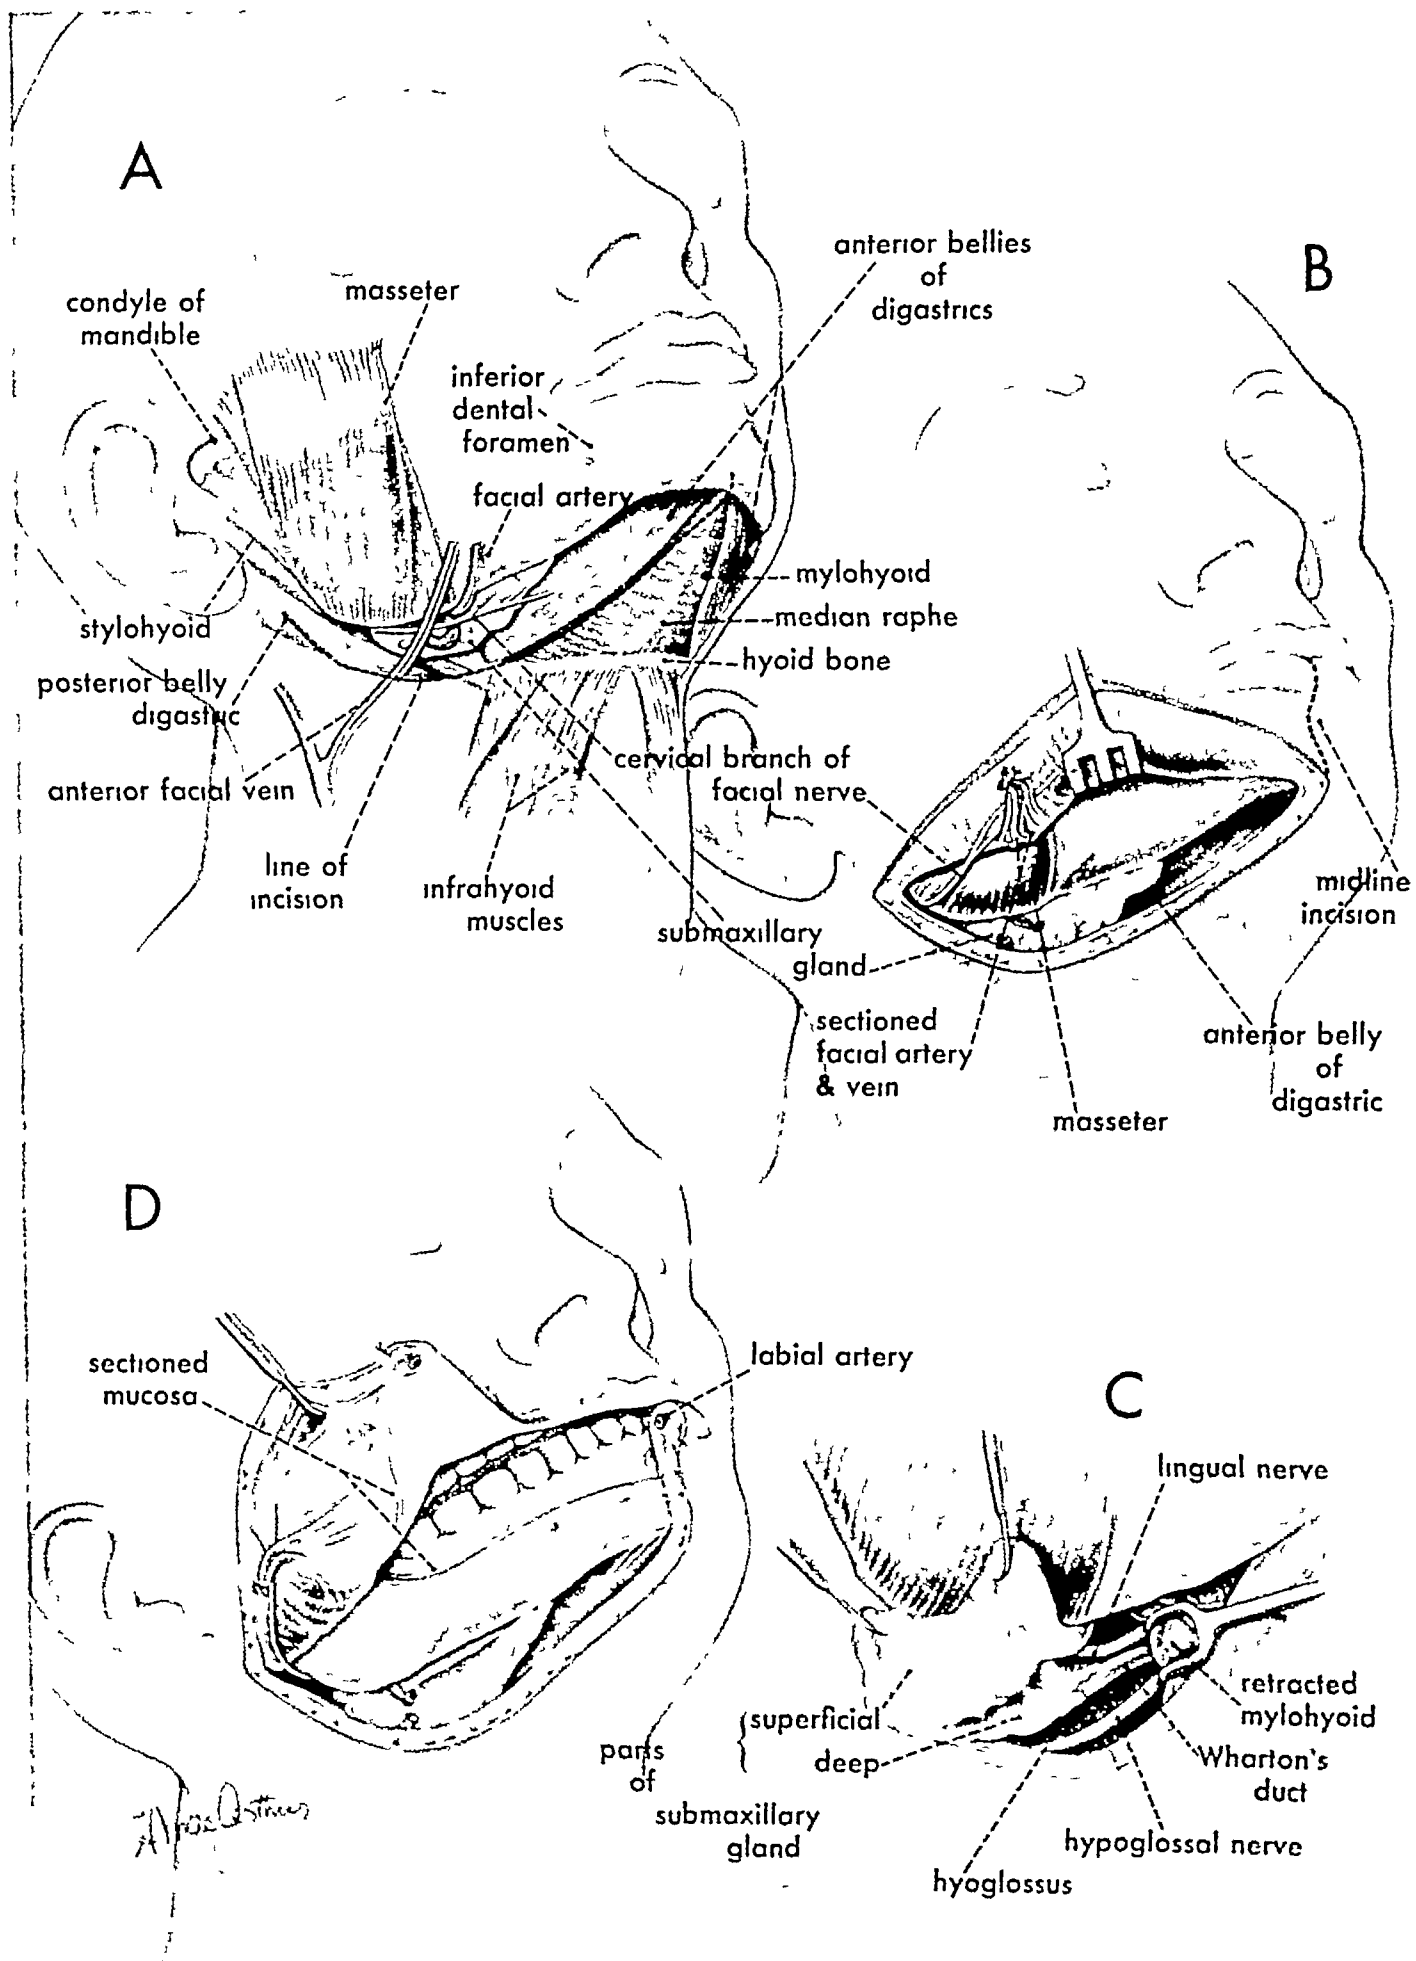 A
condyle of
mandible
masseter
inferior
dental
foramen
facial artery
anterior bellies
of
digastrics
mylohyoid
median raphe
hyoid bone
stylohyoid
posterior belly
digastric
anterior facial vein
line of
incision
infrahyoid
muscles
submaxillary
gland
B
cervical branch of
facial nerve
midline
incision
sectioned
facial artery
& vein
masseter
anterior belly
of
digastric
D
sectioned
mucosa
labial artery
C
lingual nerve
retracted
mylohyoid
Wharton's
duct
hypoglossal nerve
hyoglossus
superficial
deep
parts
of
submaxillary
gland